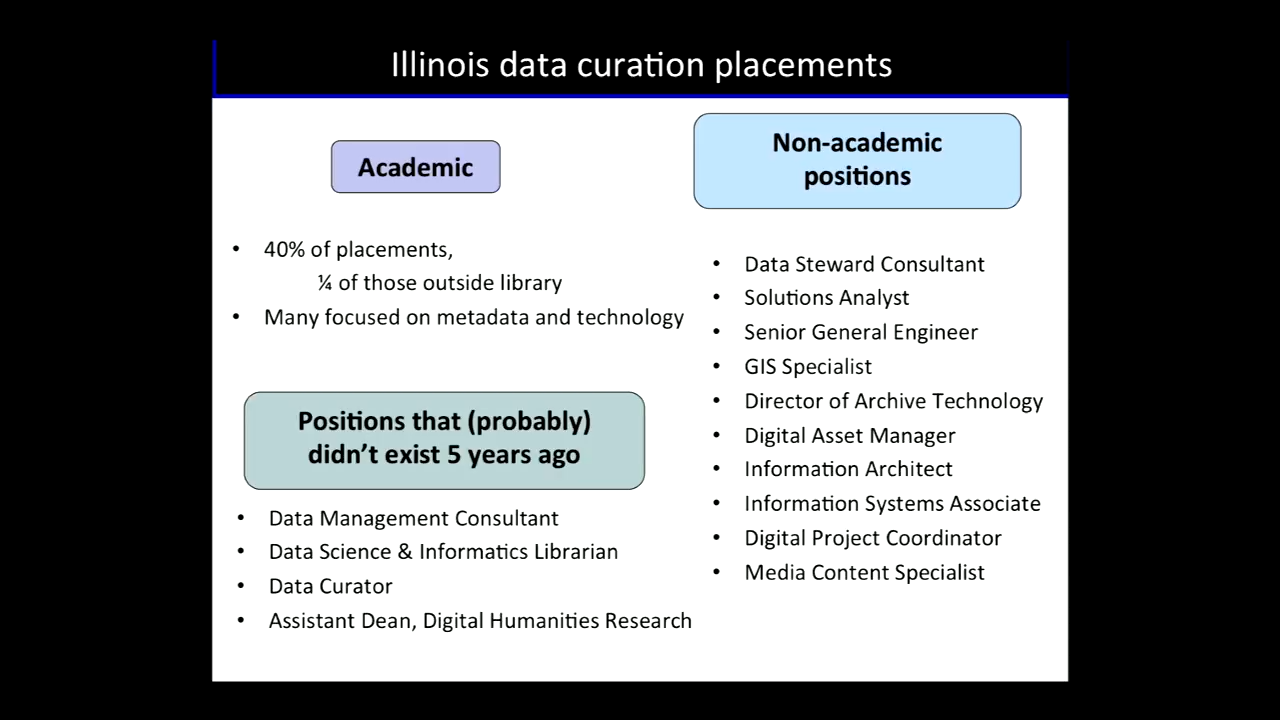 Illinois data curation placements
Academic
• 40% of placements,
¼ of those outside library
• Many focused on metadata and technology
Positions that (probably)
didn't exist 5 years ago
• Data Management Consultant
• Data Science & Informatics Librarian
• Data Curator
• Assistant Dean, Digital Humanities Research
Non-academic
positions
• Data Steward Consultant
• Solutions Analyst
• Senior General Engineer
• GIS Specialist
• Director of Archive Technology
• Digital Asset Manager
• Information Architect
• Information Systems Associate
• Digital Project Coordinator
• Media Content Specialist